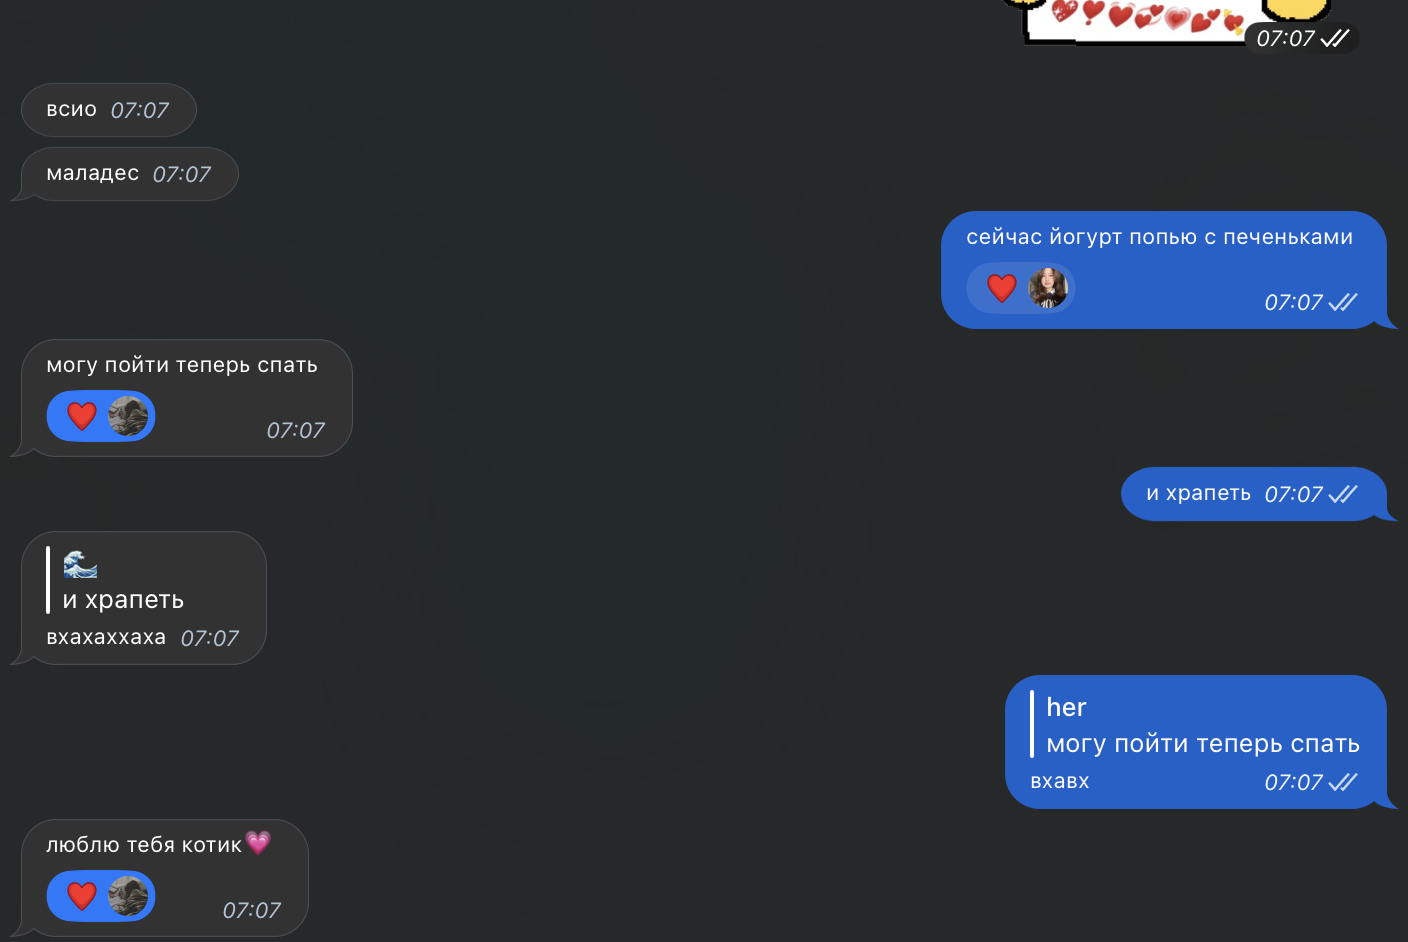 07:07
всио 07:07
маладес 07:07
сейчас йогурт попью с печеньками
07:07
могу пойти теперь спать
07:07
и храпеть 07:07
и храпеть
вхахаххаха 07:07
her
могу пойти теперь спать
вхавх 07:07
люблю тебя котик
07:07